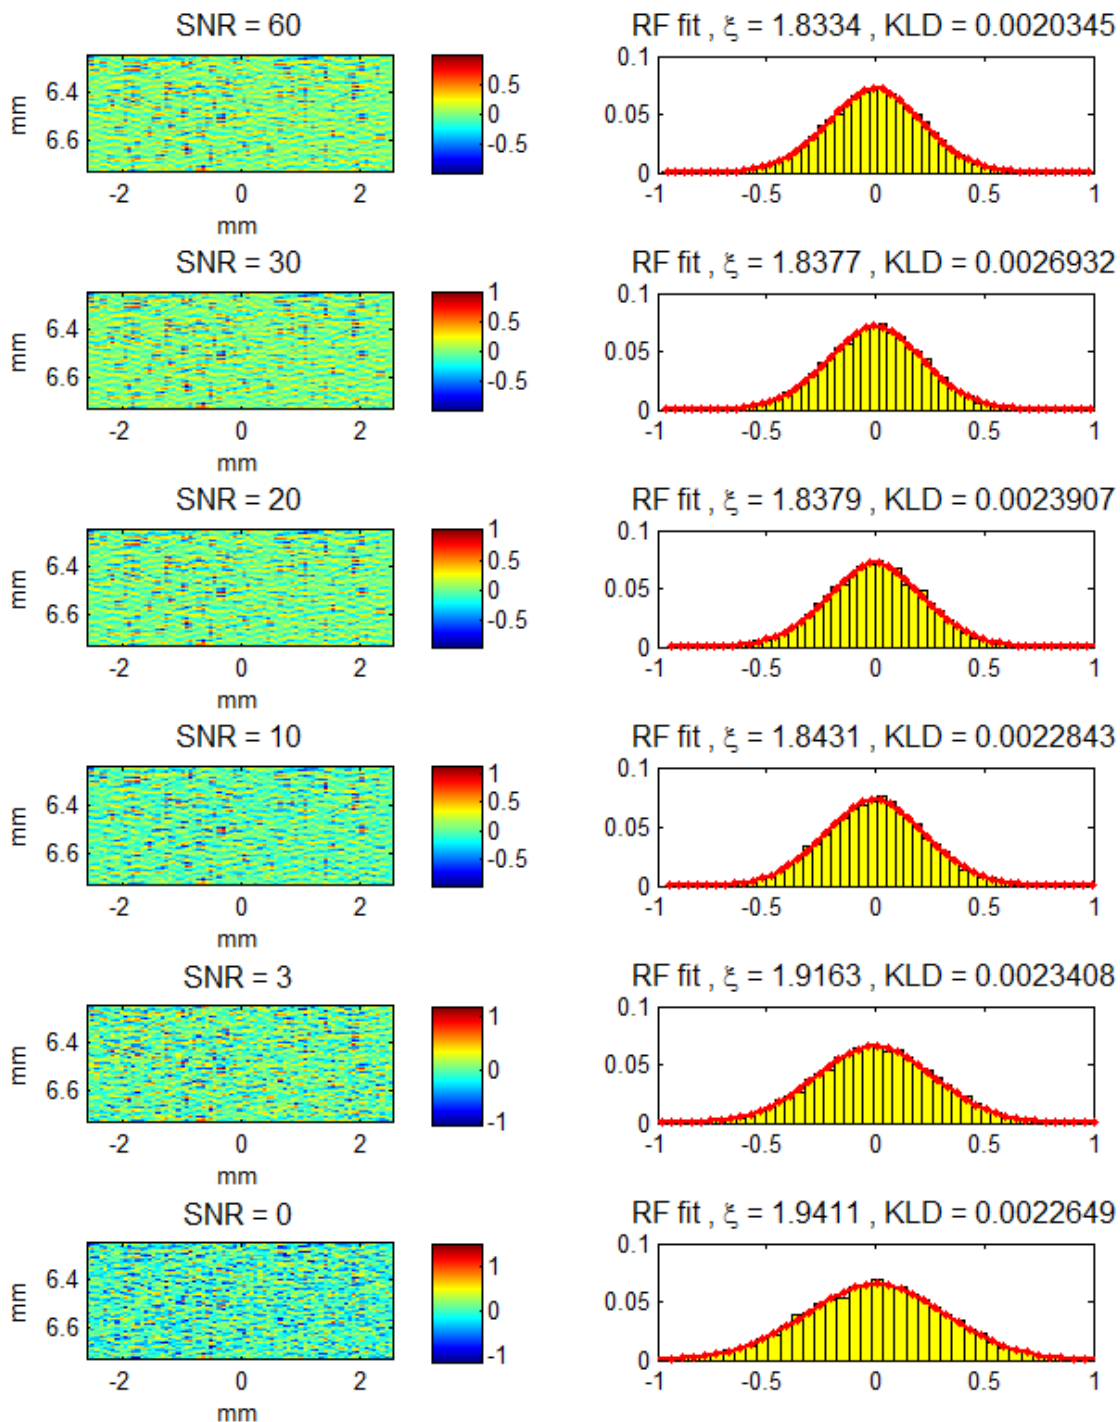 SNR = 60
RF fit , ξ = 1.8334 , KLD = 0.0020345
mm
6.4
6.6
-2 0 2
mm
0.5
0
-0.5
0.1
0.05
0
-1 -0.5 0 0.5 1
SNR = 30
RF fit , ξ = 1.8377 , KLD = 0.0026932
mm
6.4
6.6
-2 0 2
mm
1
0.5
0
-0.5
0.1
0.05
0
-1 -0.5 0 0.5 1
SNR = 20
RF fit , ξ = 1.8379 , KLD = 0.0023907
mm
6.4
6.6
-2 0 2
mm
1
0.5
0
-0.5
0.1
0.05
0
-1 -0.5 0 0.5 1
SNR = 10
RF fit , ξ = 1.8431 , KLD = 0.0022843
mm
6.4
6.6
-2 0 2
mm
1
0.5
0
-0.5
0.1
0.05
0
-1 -0.5 0 0.5 1
SNR = 3
RF fit , ξ = 1.9163 , KLD = 0.0023408
mm
6.4
6.6
-2 0 2
mm
1
0
-1
0.1
0.05
0
-1 -0.5 0 0.5 1
SNR = 0
RF fit , ξ = 1.9411 , KLD = 0.0022649
mm
6.4
6.6
-2 0 2
mm
1
0
-1
0.1
0.05
0
-1 -0.5 0 0.5 1